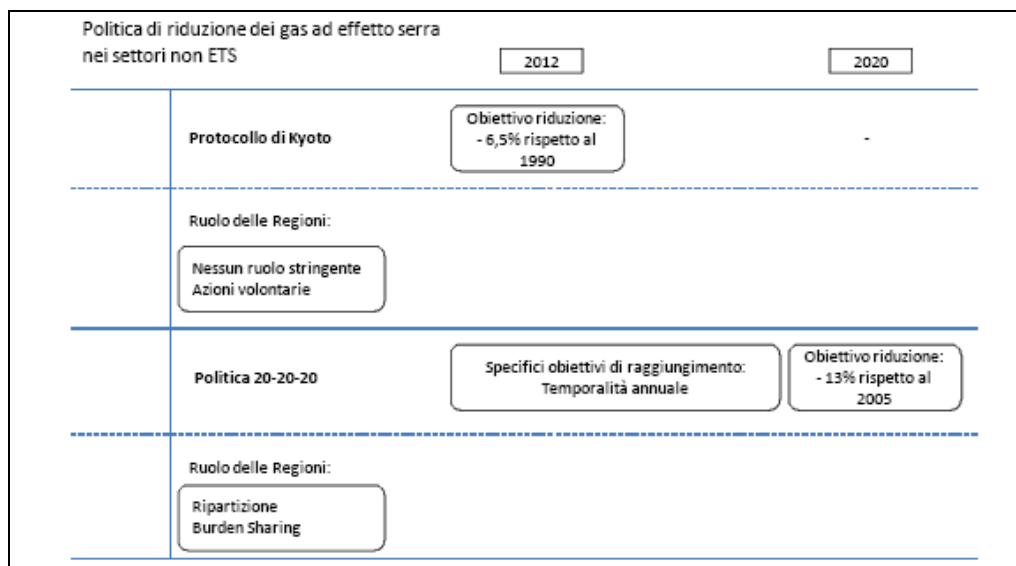 Politica di riduzione dei gas ad effetto serra
nei settori non ETS
2012
2020
Protocollo di Kyoto
Obiettivo riduzione:
- 6,5% rispetto al
1990
-
Ruolo delle Regioni:
Nessun ruolo stringente
Azioni volontarie
Politica 20-20-20
Specifici obiettivi di raggiungimento:
Temporalità annuale
Obiettivo riduzione:
- 13% rispetto al
2005
Ruolo delle Regioni:
Ripartizione
Burden Sharing